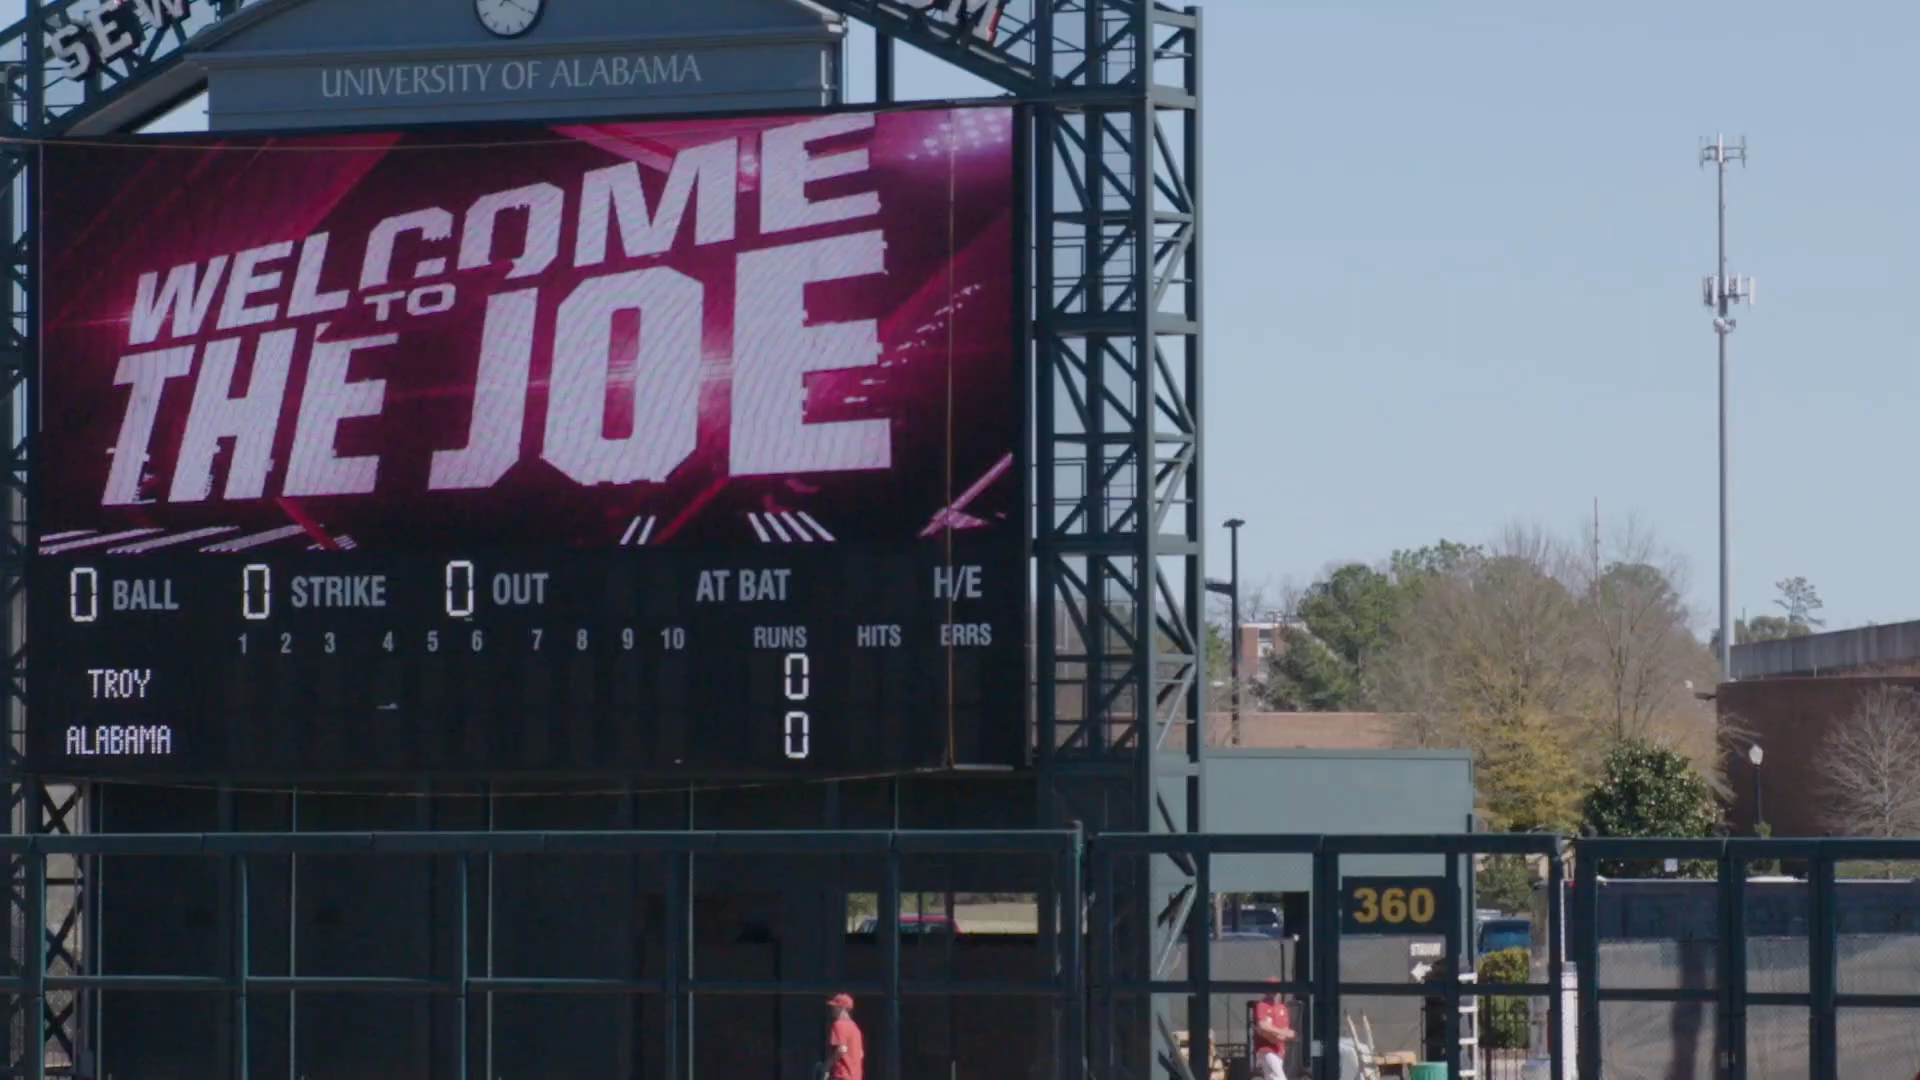 SEW
UNIVERSITY OF ALABAMA
WELCOME
TO
THE JOE
0 BALL 0 STRIKE 0 OUT AT BAT H/E
1 2 3 4 5 6 7 8 9 10 RUNS HITS ERRS
TROY 0
ALABAMA 0
360